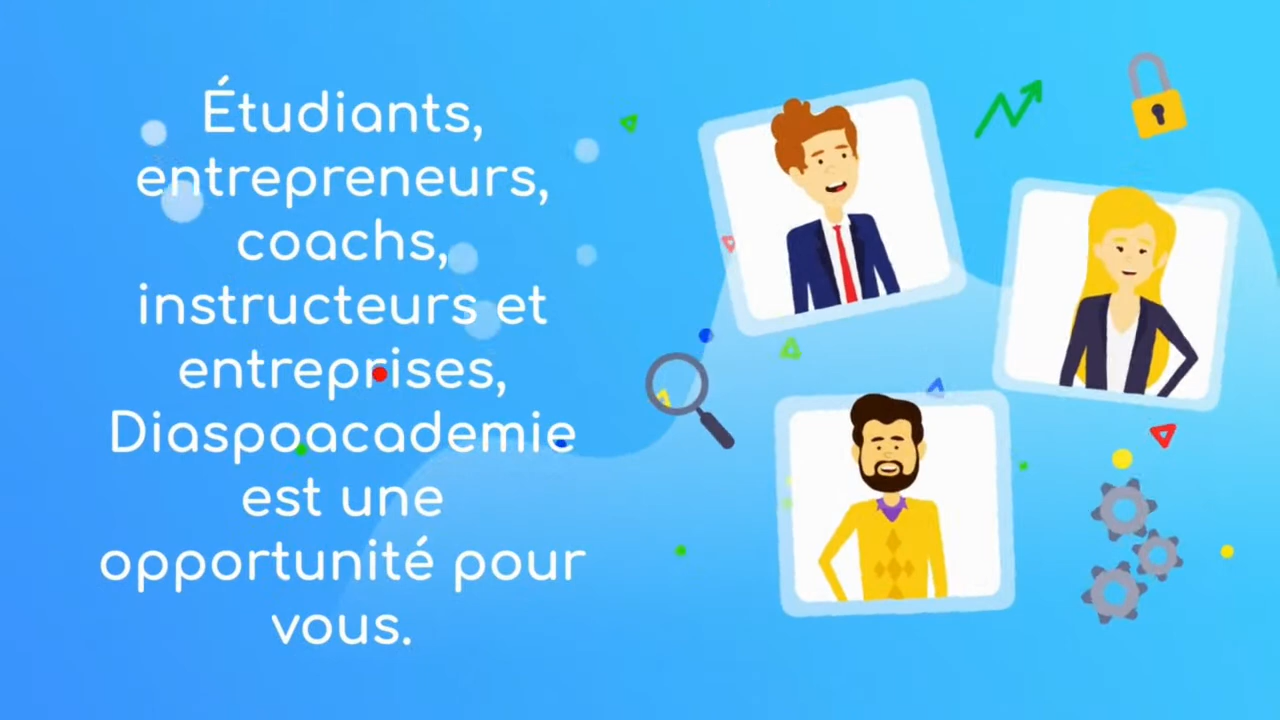 Étudiants,
entrepreneurs,
coachs,
instructeurs et
entreprises,
Diaspoacademie
est une
opportunité pour
vous.